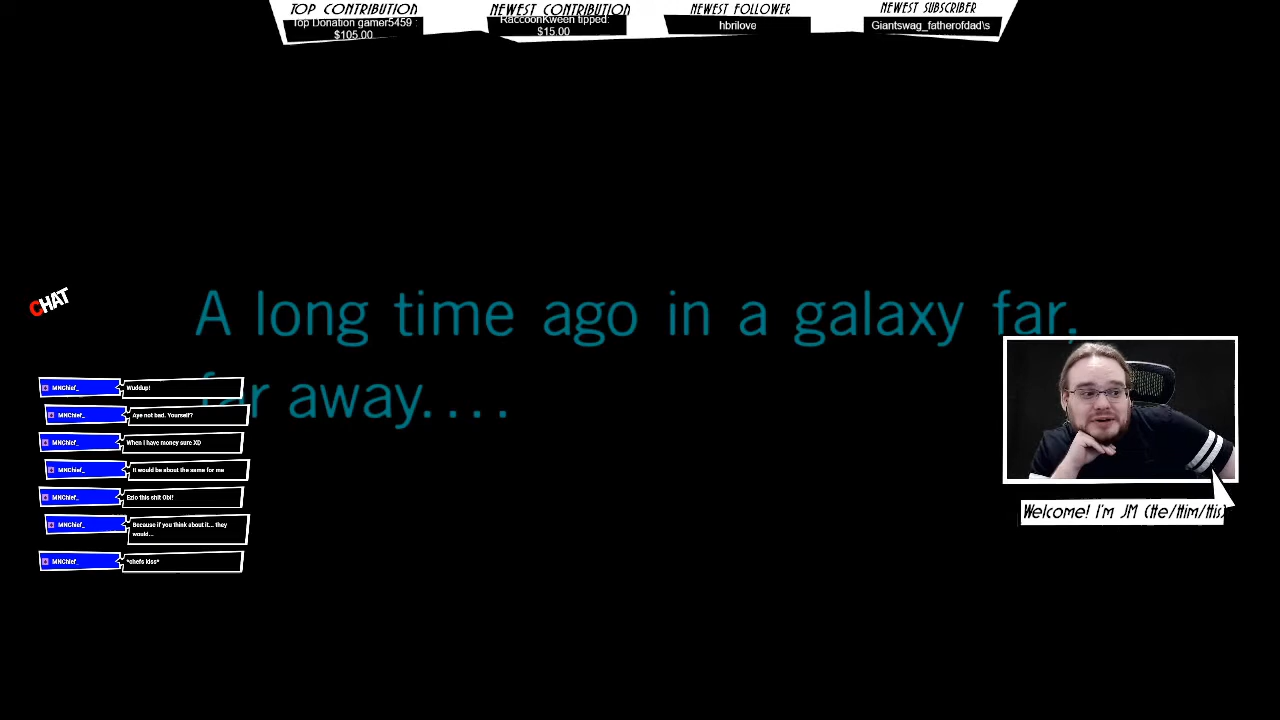 TOP CONTRIBUTION
Top Donation gamer5459 :
$105.00
NEWEST CONTRIBUTION
RaccoonKween tipped:
$15.00
NEWEST FOLLOWER
hbrilove
NEWEST SUBSCRIBER
Giantswag_fatherofdad\s
A long time ago in a galaxy far,
far away....
CHAT
MNChief_ Wuddup!
MNChief_ Aye not bad. Yourself?
MNChief_ When I have money sure XD
MNChief_ It would be about the same for me
MNChief_ Ezio this shit Obi!
MNChief_ Because if you think about it... they
would...
MNChief_ *chefs kiss*
Welcome! I'm JM (He/Him/His)